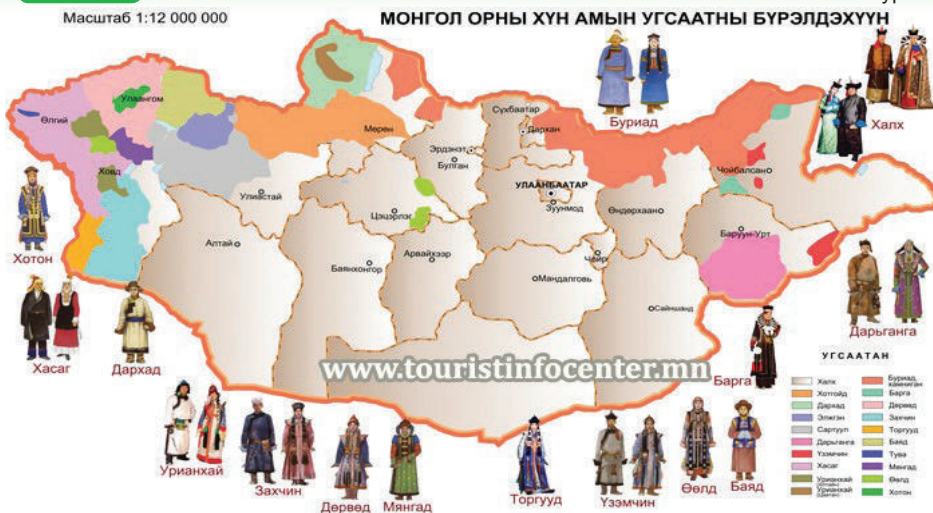 Масштаб 1:12 000 000
МОНГОЛ ОРНЫ ХҮН АМЫН УГСААТНЫ БҮРЭЛДЭХҮҮН
Буриад
Халх
Улаангом
Өлгий
Ховд
Мөрөн
Сүхбаатар
Дархан
Эрдэнэт
Булган
Улиастай
УЛААНБААТАР
Зуунмод
Чойбалсан
Өндөрхаан
Цэцэрлэг
Алтай
Баянхонгор
Арвайхээр
Баруун-Урт
Чойр
Мандалговь
Сайншанд
Хотон
Хасаг
Дархад
Дарьганга
Барга
www.touristinfocenter.mn
Урианхай
Захчин
Дөрвөд
Мянгад
Торгууд
Үзэмчин
Өөлд
Баяд
УГСААТАН
Халх
Хотгойд
Дархад
Элжгэн
Сартуул
Дарьганга
Үзэмчин
Хасаг
Урианхай
Урианхай
(Цаатан)
Буриад,
хамниган
Барга
Дөрвөд
Захчин
Торгууд
Баяд
Тува
Мянгад
Өөлд
Хотон